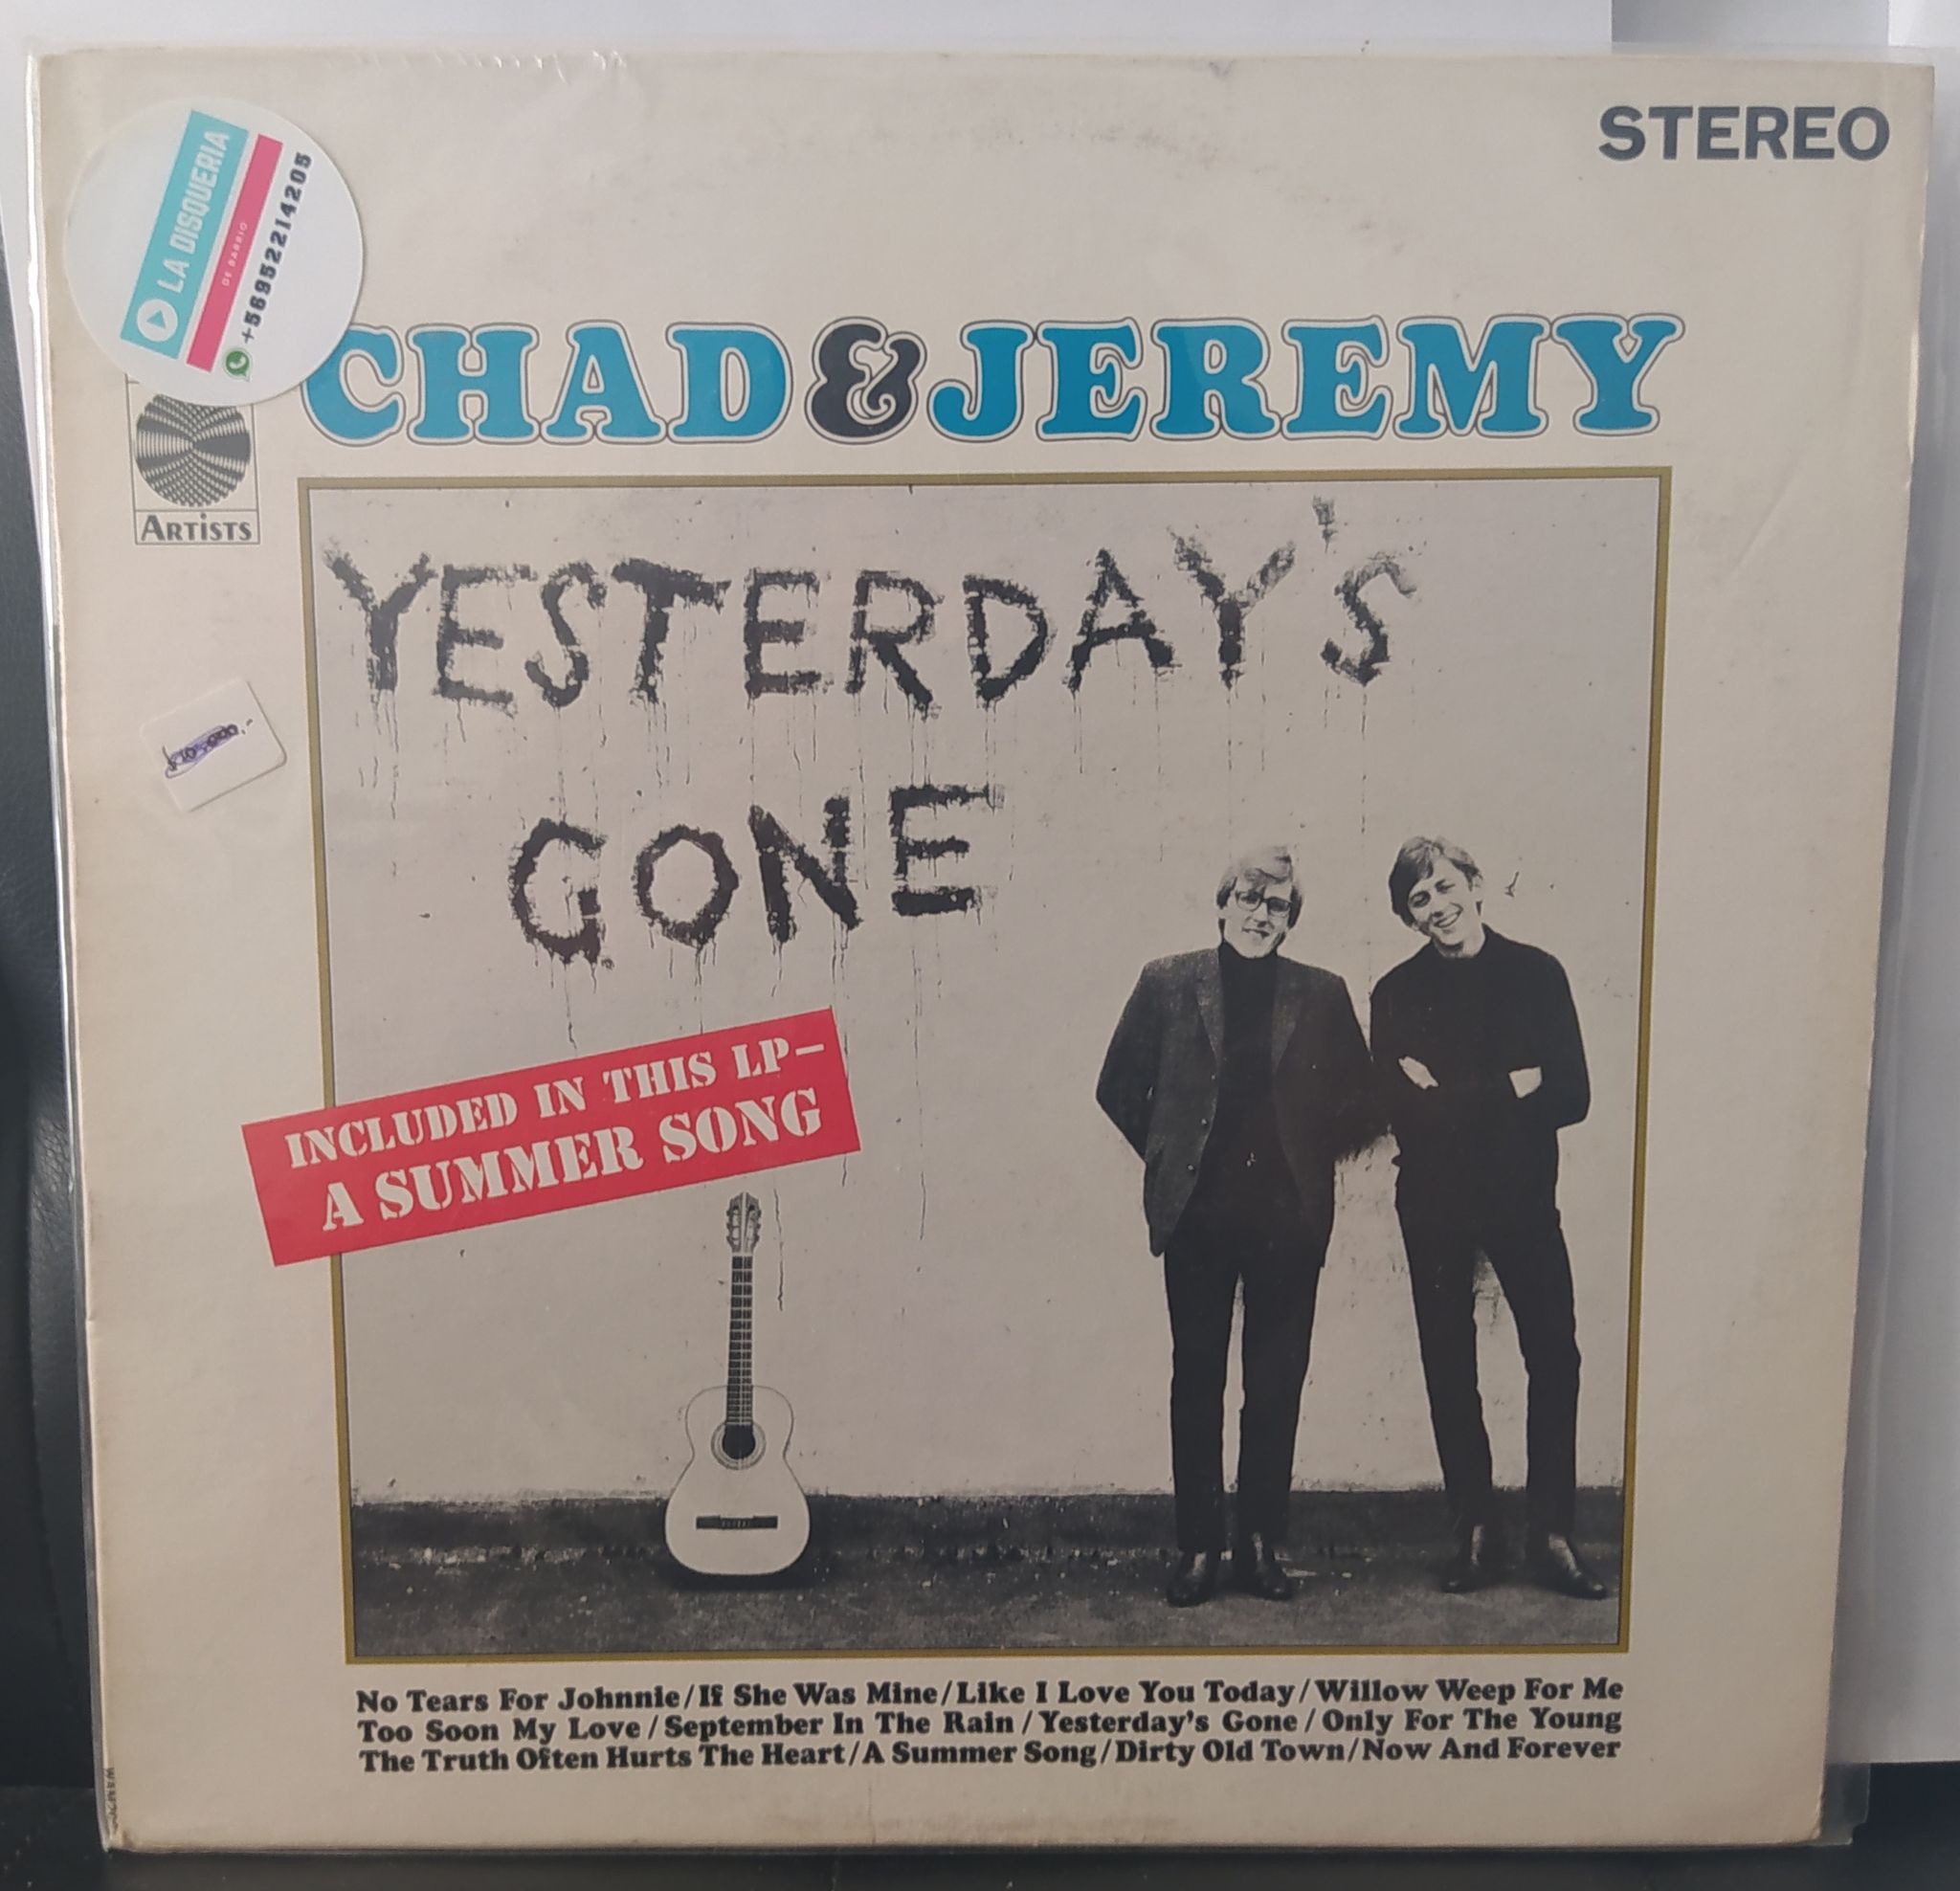 STEREO
LA DISQUERIA
DE BARRIO
+56952214205
CHAD & JEREMY
ARTISTS
YESTERDAY'S
GONE
INCLUDED IN THIS LP–
A SUMMER SONG
No Tears For Johnnie/If She Was Mine/Like I Love You Today/Willow Weep For Me
Too Soon My Love/September In The Rain/Yesterday's Gone/Only For The Young
The Truth Often Hurts The Heart/A Summer Song/Dirty Old Town/Now And Forever